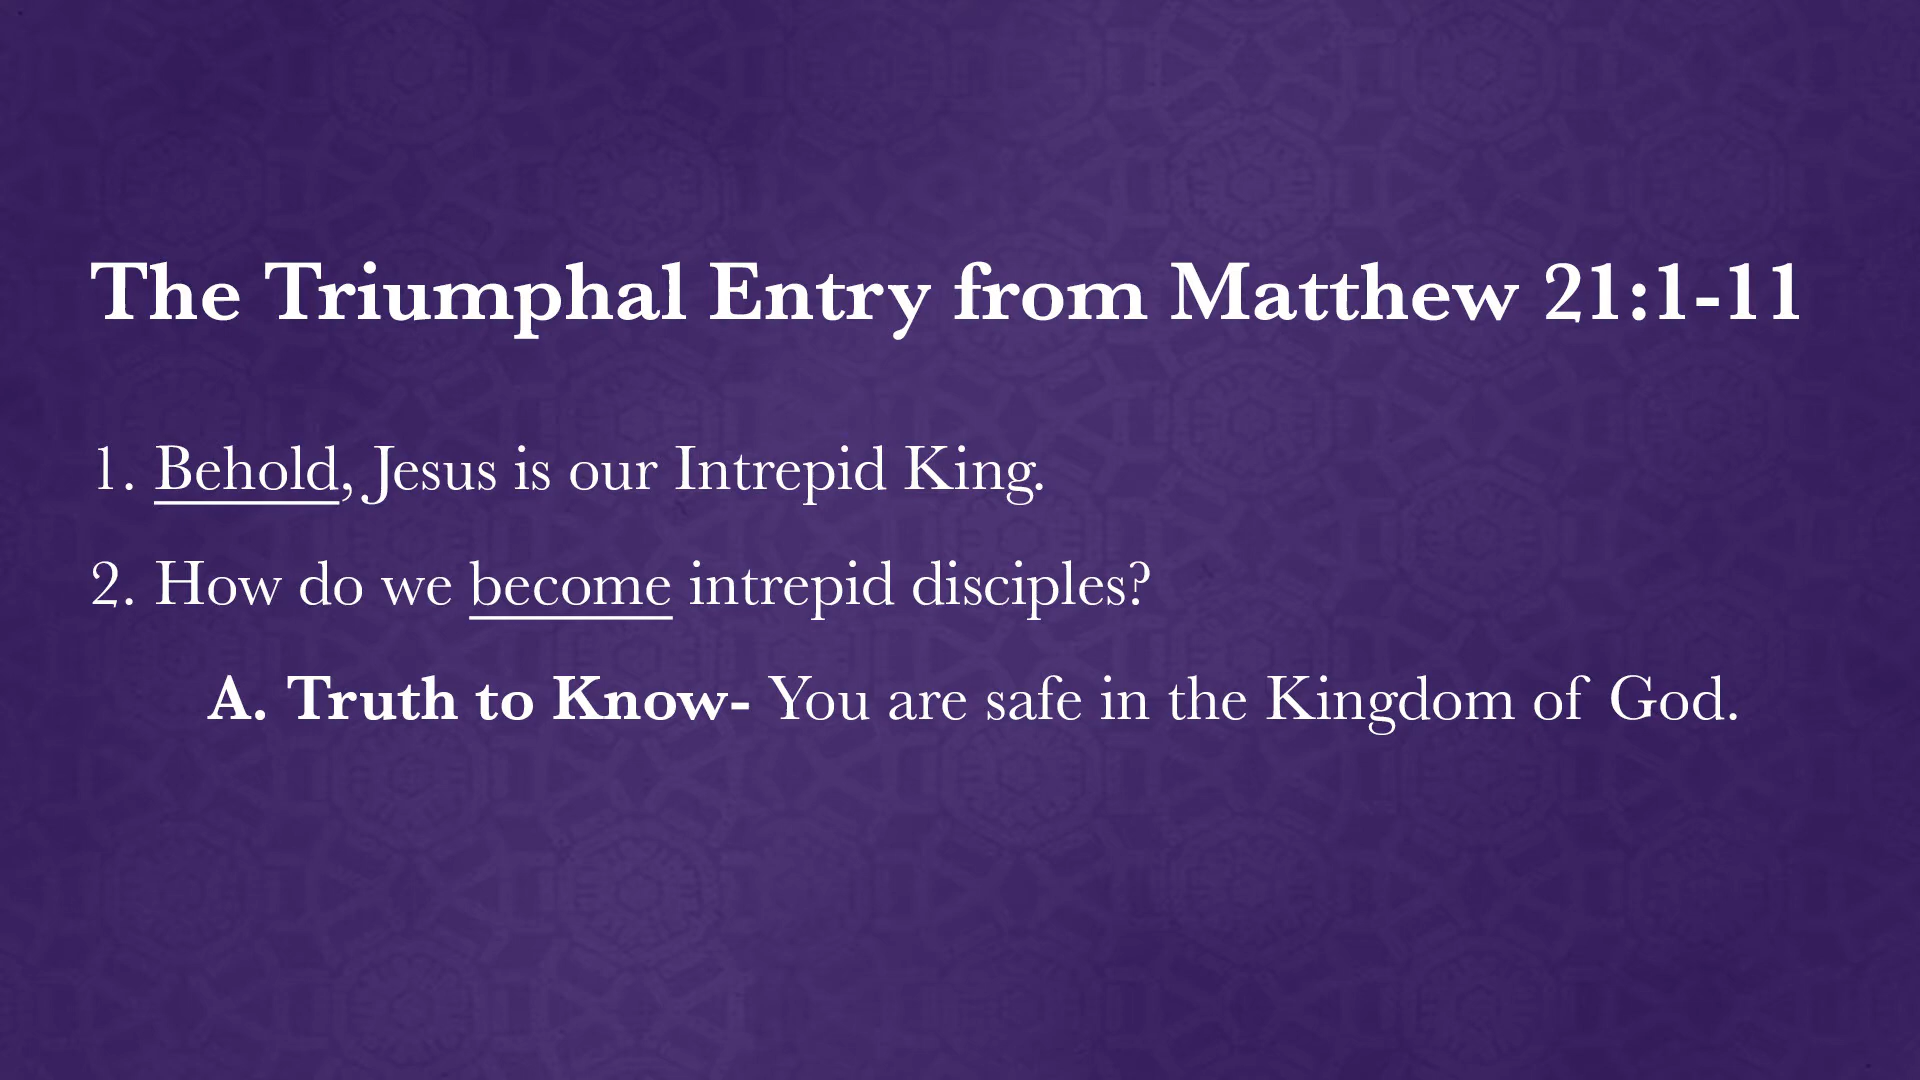 The Triumphal Entry from Matthew 21:1-11
1. Behold, Jesus is our Intrepid King.
2. How do we become intrepid disciples?
A. Truth to Know- You are safe in the Kingdom of God.